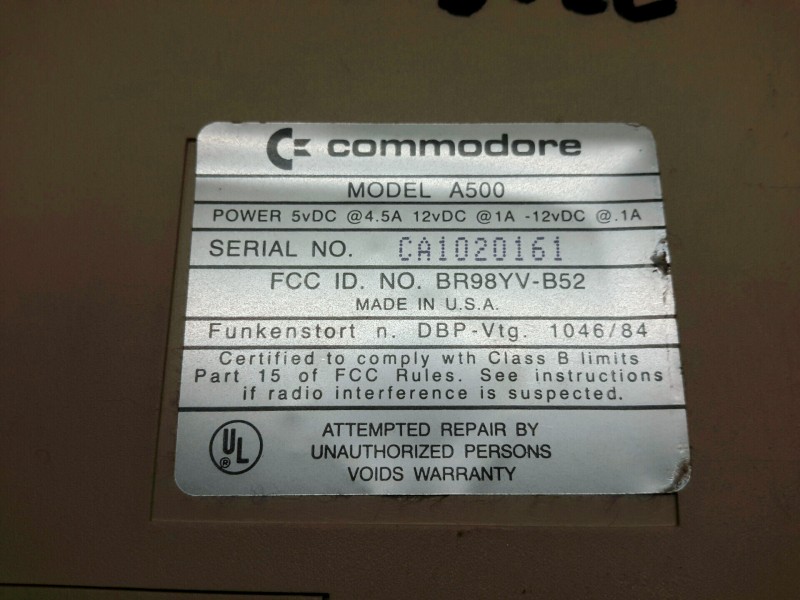 commodore
MODEL A500
POWER 5vDC @4.5A 12vDC @1A -12vDC @.1A
SERIAL NO. CA1020161
FCC ID. NO. BR98YV-B52
MADE IN U.S.A.
Funkenstort n. DBP-Vtg. 1046/84
Certified to comply wth Class B limits
Part 15 of FCC Rules. See instructions
if radio interference is suspected.
UL
®
ATTEMPTED REPAIR BY
UNAUTHORIZED PERSONS
VOIDS WARRANTY